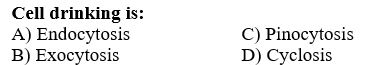 Cell drinking is:
A) Endocytosis C) Pinocytosis
B) Exocytosis D) Cyclosis